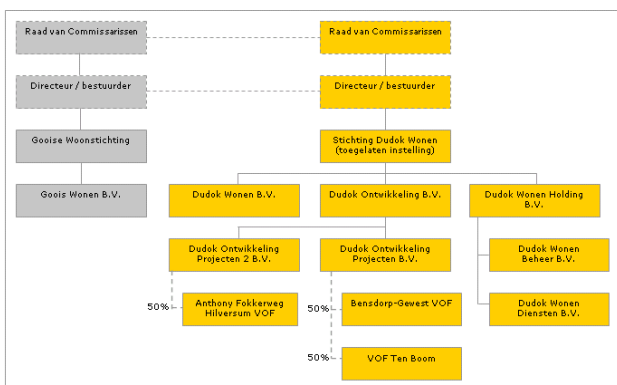 Raad van Commissarissen
Raad van Commissarissen
Directeur / bestuurder
Directeur / bestuurder
Gooise Woonstichting
Stichting Dudok Wonen
(toegelaten instelling)
Goois Wonen B.V.
Dudok Wonen B.V.
Dudok Ontwikkeling B.V.
Dudok Wonen Holding
B.V.
Dudok Ontwikkeling
Projecten 2 B.V.
Dudok Ontwikkeling
Projecten B.V.
Dudok Wonen
Beheer B.V.
50%
Anthony Fokkerweg
Hilversum VOF
50%
Bensdorp-Gewest VOF
Dudok Wonen
Diensten B.V.
50%
VOF Ten Boom